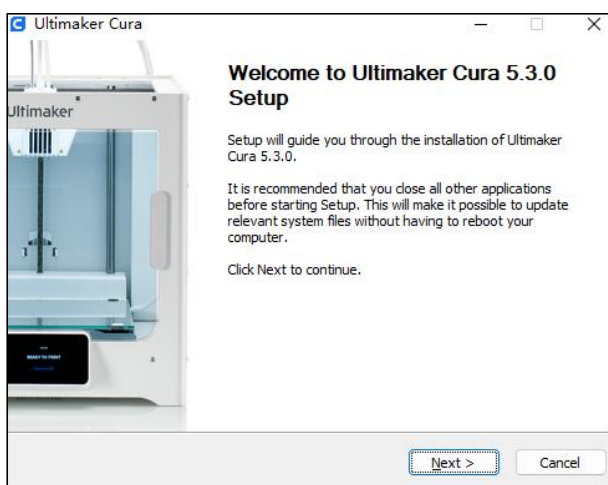 Ultimaker Cura
Welcome to Ultimaker Cura 5.3.0
Setup
Ultimaker
Setup will guide you through the installation of Ultimaker
Cura 5.3.0.
It is recommended that you close all other applications
before starting Setup. This will make it possible to update
relevant system files without having to reboot your
computer.
Click Next to continue.
READY TO PRINT
Next >
Cancel